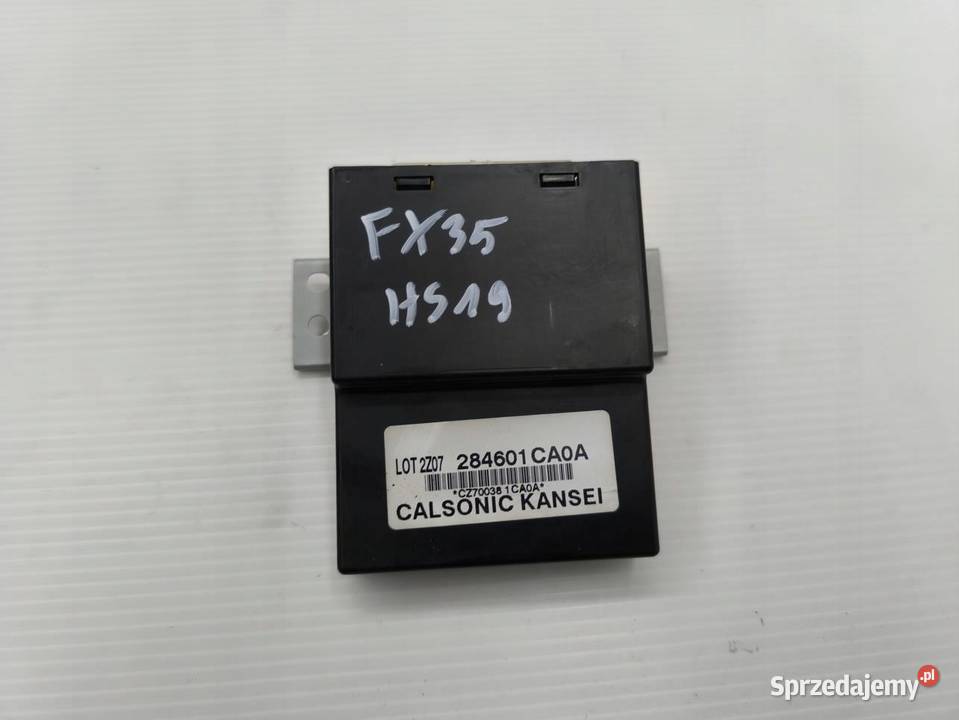 FX35
HS19
LOT 2Z07 284601CA0A
*CZ70038 1CA0A*
CALSONIC KANSEI
Sprzedajemy.pl